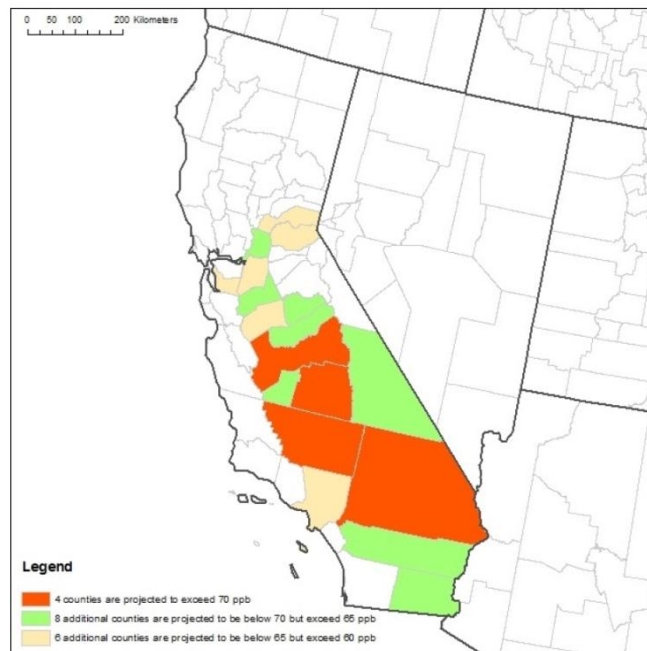 0 50 100 200 Kilometers
Legend
4 counties are projected to exceed 70 ppb
8 additional counties are projected to be below 70 but exceed 65 ppb
6 additional counties are projected to be below 65 but exceed 60 ppb